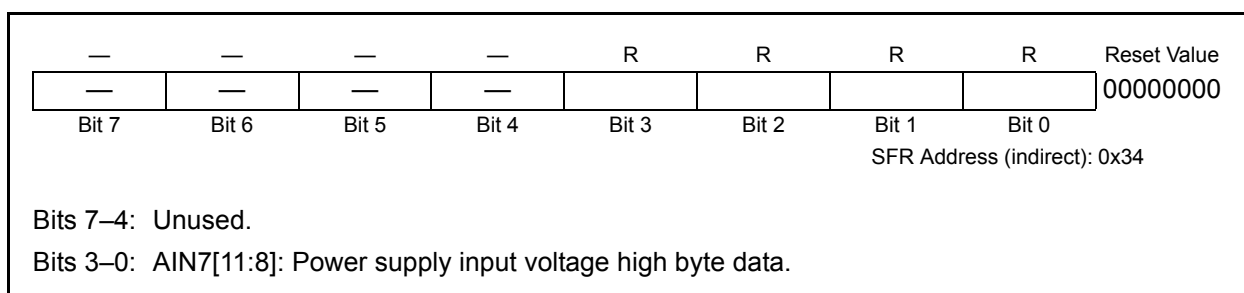 — — — — R R R R Reset Value
— — — — 00000000
Bit 7 Bit 6 Bit 5 Bit 4 Bit 3 Bit 2 Bit 1 Bit 0
SFR Address (indirect): 0x34
Bits 7–4: Unused.
Bits 3–0: AIN7[11:8]: Power supply input voltage high byte data.